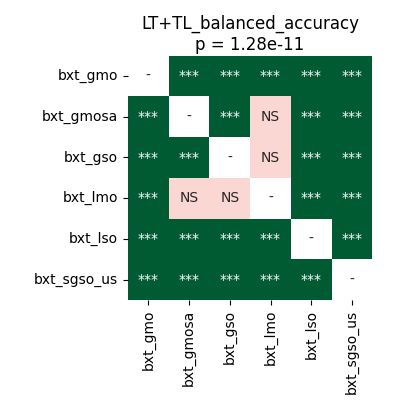 LT+TL_balanced_accuracy
p = 1.28e-11
bxt_gmo - *** *** *** *** ***
bxt_gmosa *** - *** NS *** ***
bxt_gso *** *** - NS *** ***
bxt_lmo *** NS NS - *** ***
bxt_lso *** *** *** *** - ***
bxt_sgso_us *** *** *** *** *** -
bxt_gmo
bxt_gmosa
bxt_gso
bxt_lmo
bxt_lso
bxt_sgso_us